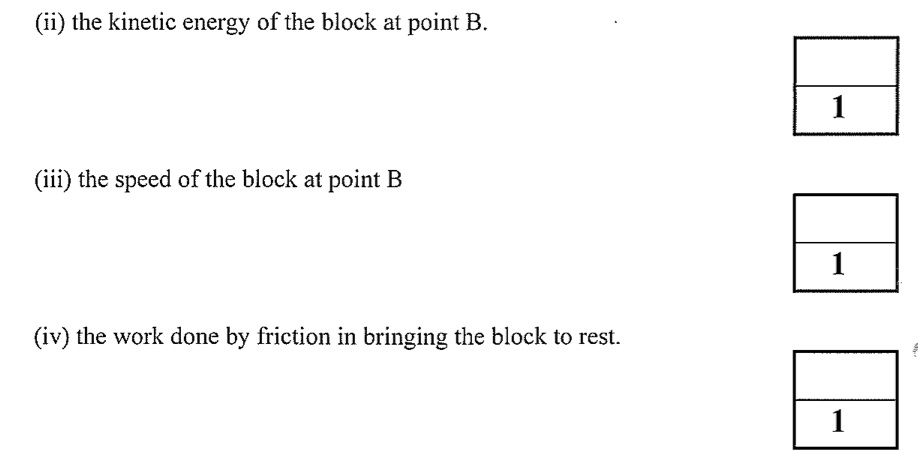 (ii) the kinetic energy of the block at point B.
1
(iii) the speed of the block at point B
1
(iv) the work done by friction in bringing the block to rest.
1